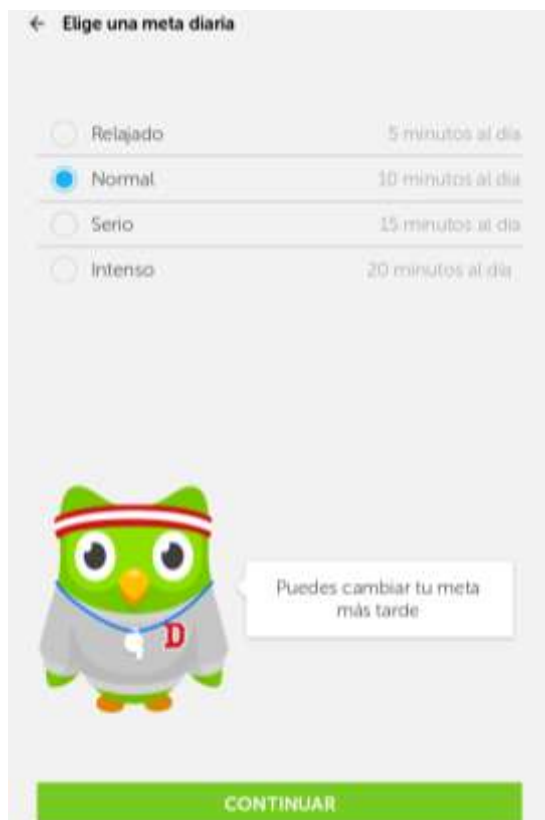 Elige una meta diaria
Relajado 5 minutos al día
Normal 10 minutos al día
Serio 15 minutos al día
Intenso 20 minutos al día
Puedes cambiar tu meta
más tarde
D
CONTINUAR